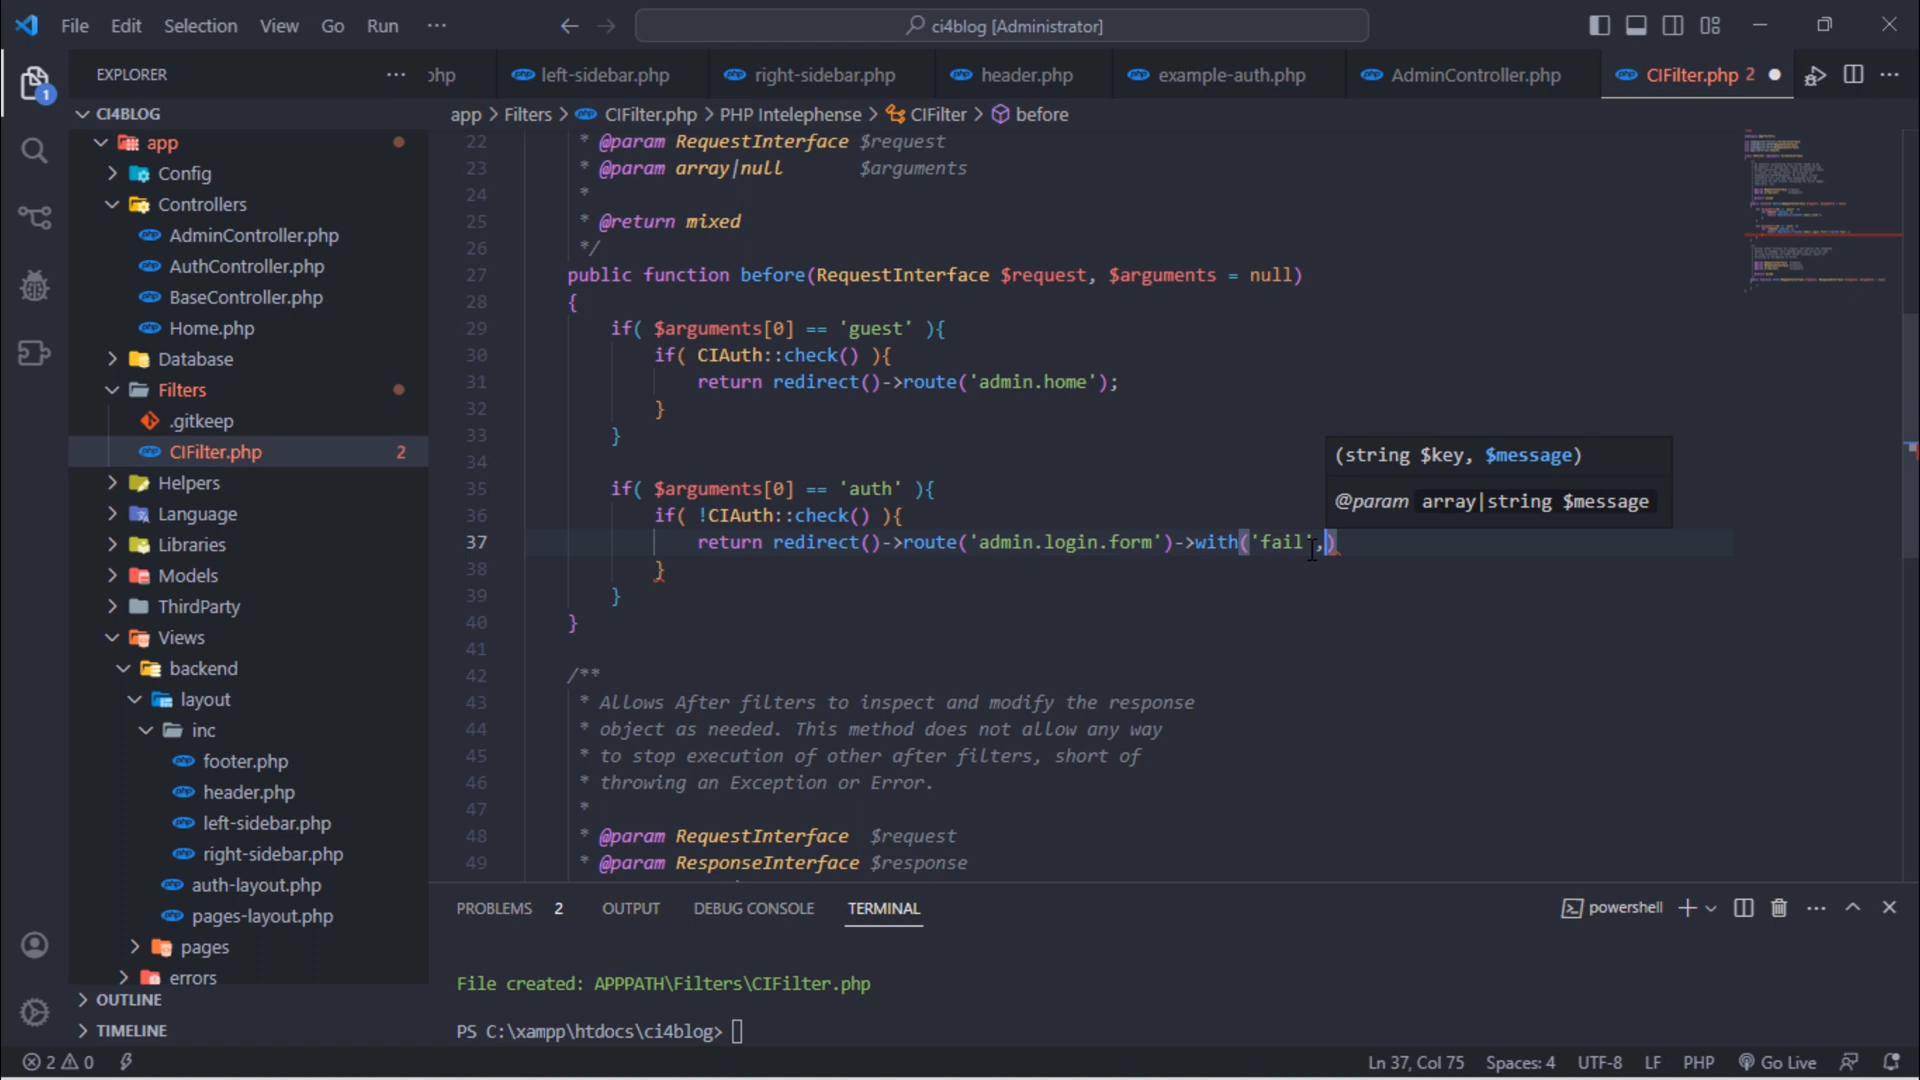 File Edit Selection View Go Run ···
ci4blog [Administrator]
EXPLORER ···
php left-sidebar.php right-sidebar.php header.php example-auth.php AdminController.php CIFilter.php 2
app > Filters > CIFilter.php > PHP Intelephense > CIFilter > before
CI4BLOG
app
Config
Controllers
AdminController.php
AuthController.php
BaseController.php
Home.php
Database
Filters
.gitkeep
CIFilter.php 2
Helpers
Language
Libraries
Models
ThirdParty
Views
backend
layout
inc
footer.php
header.php
left-sidebar.php
right-sidebar.php
auth-layout.php
pages-layout.php
pages
errors
OUTLINE
TIMELINE
1
22 * @param RequestInterface $request
23 * @param array|null $arguments
24 *
25 * @return mixed
26 */
27 public function before(RequestInterface $request, $arguments = null)
28 {
29 if( $arguments[0] == 'guest' ){
30 if( CIAuth::check() ){
31 return redirect()->route('admin.home');
32 }
33 }
34
35 if( $arguments[0] == 'auth' ){
36 if( !CIAuth::check() ){
37 return redirect()->route('admin.login.form')->with('fail',)
38 }
39 }
40 }
41
42 /**
43 * Allows After filters to inspect and modify the response
44 * object as needed. This method does not allow any way
45 * to stop execution of other after filters, short of
46 * throwing an Exception or Error.
47 *
48 * @param RequestInterface $request
49 * @param ResponseInterface $response
(string $key, $message)
@param array|string $message
PROBLEMS 2 OUTPUT DEBUG CONSOLE TERMINAL
powershell
File created: APPPATH\Filters\CIFilter.php
PS C:\xampp\htdocs\ci4blog>
2 0
Ln 37, Col 75 Spaces: 4 UTF-8 LF PHP Go Live